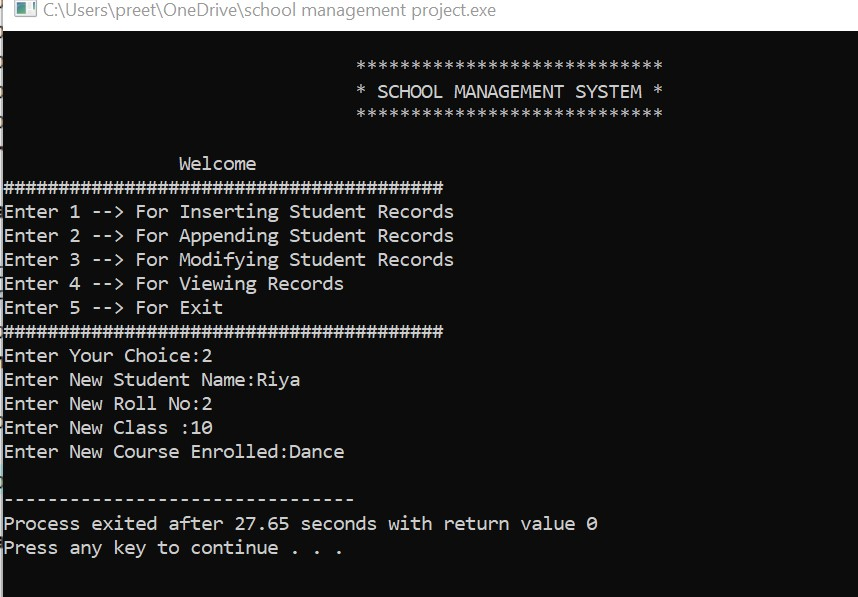 C:\Users\preet\OneDrive\school management project.exe
****************************
* SCHOOL MANAGEMENT SYSTEM *
****************************
Welcome
########################################
Enter 1 --> For Inserting Student Records
Enter 2 --> For Appending Student Records
Enter 3 --> For Modifying Student Records
Enter 4 --> For Viewing Records
Enter 5 --> For Exit
########################################
Enter Your Choice:2
Enter New Student Name:Riya
Enter New Roll No:2
Enter New Class :10
Enter New Course Enrolled:Dance
--------------------------------
Process exited after 27.65 seconds with return value 0
Press any key to continue . . .